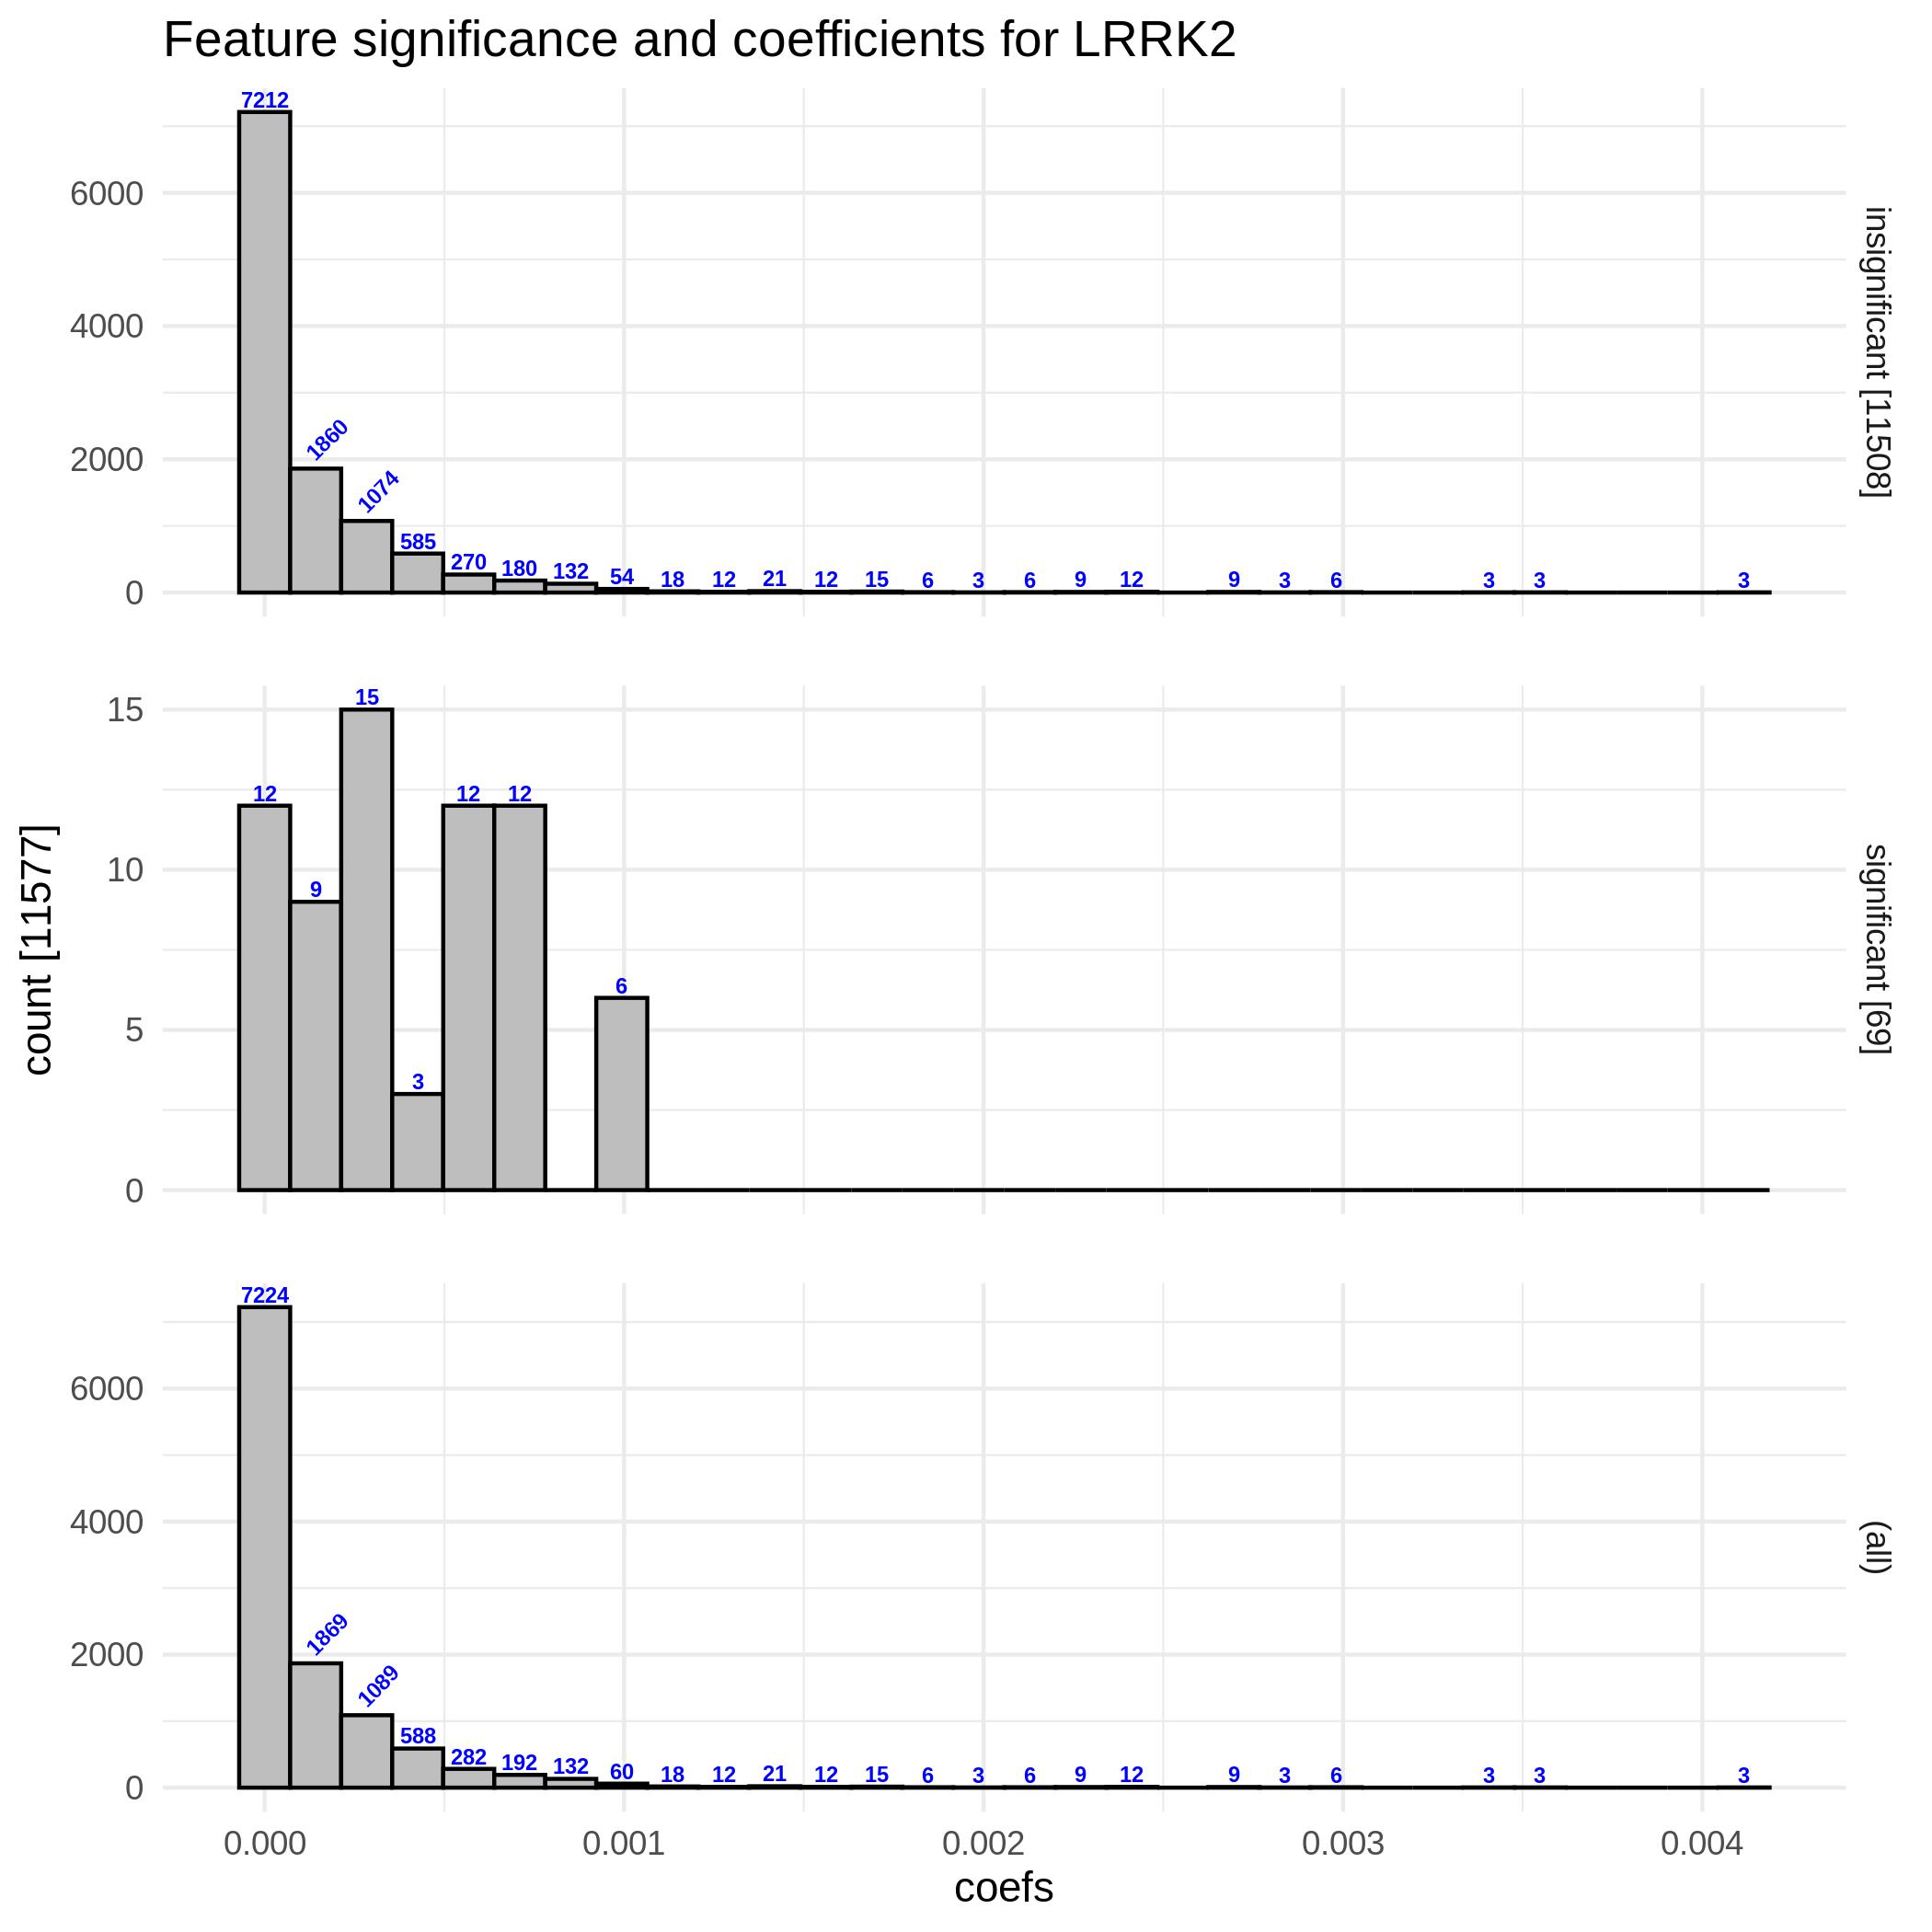 Feature significance and coefficients for LRRK2
7212
1860
1074
585 270 180 132 54 18 12 21 12 15 6 3 6 9 12 9 3 6 3 3 3
6000
4000
2000
0
insignificant [11508]
15
12 12 12
9
6
3
15
10
5
0
significant [69]
count [11577]
7224
1869
1089
588 282 192 132 60 18 12 21 12 15 6 3 6 9 12 9 3 6 3 3 3
6000
4000
2000
0
(all)
0.000 0.001 0.002 0.003 0.004
coefs